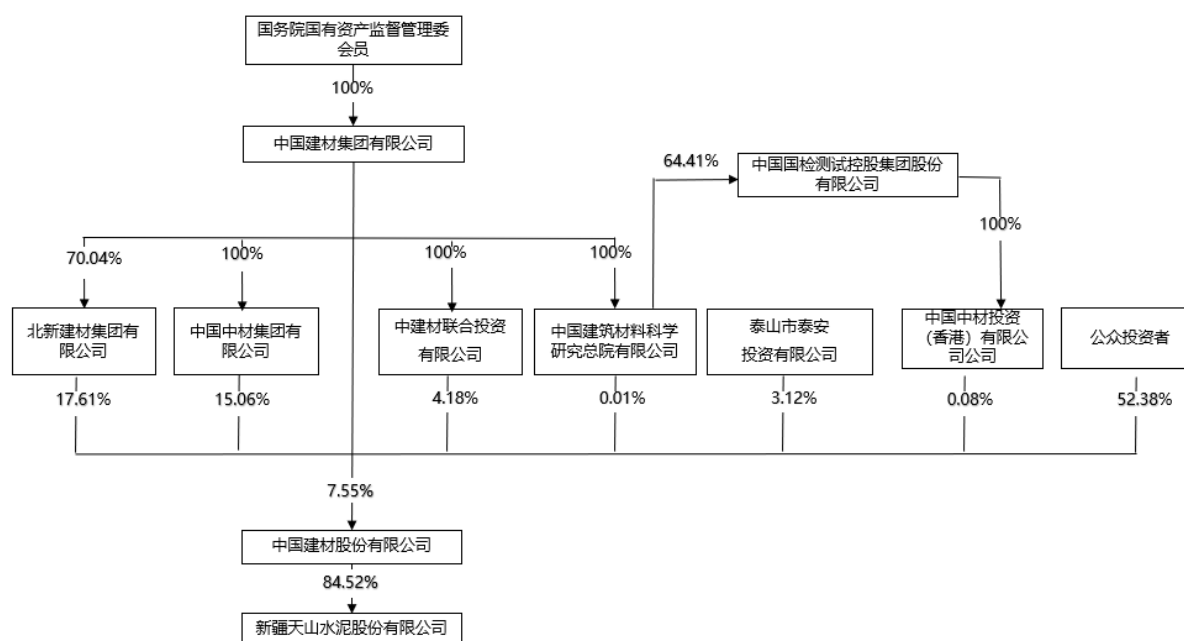 国务院国有资产监督管理委
会员
100%
中国建材集团有限公司
64.41%
中国国检测试控股集团股份
有限公司
100%
70.04%
100%
100%
100%
北新建材集团有
限公司
中国中材集团有
限公司
中建材联合投资
有限公司
中国建筑材料科学
研究总院有限公司
泰山市泰安
投资有限公司
中国中材投资
（香港）有限公
司公司
公众投资者
17.61%
15.06%
4.18%
0.01%
3.12%
0.08%
52.38%
7.55%
中国建材股份有限公司
84.52%
新疆天山水泥股份有限公司